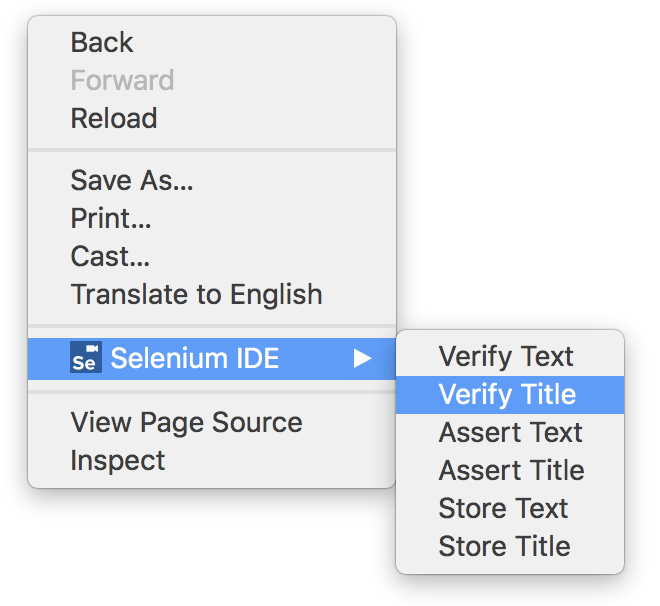 Back
Forward
Reload
Save As...
Print...
Cast...
Translate to English
Se Selenium IDE
View Page Source
Inspect
Verify Text
Verify Title
Assert Text
Assert Title
Store Text
Store Title